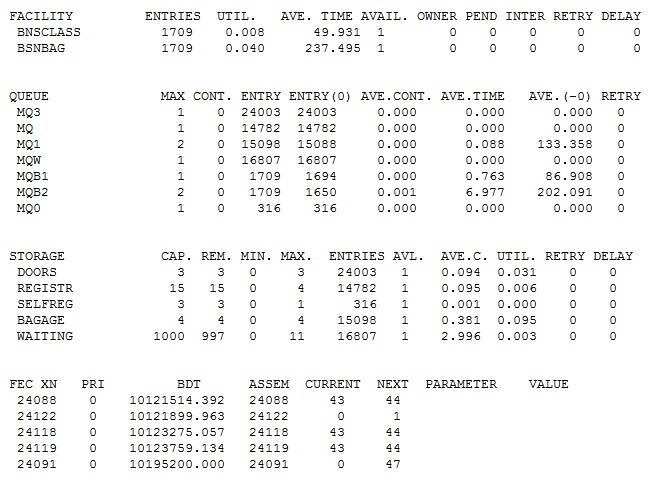 FACILITY ENTRIES UTIL. AVE. TIME AVAIL. OWNER PEND INTER RETRY DELAY
BNSCLASS 1709 0.008 49.931 1 0 0 0 0 0
BSNBAG 1709 0.040 237.495 1 0 0 0 0 0
QUEUE MAX CONT. ENTRY ENTRY(0) AVE.CONT. AVE.TIME AVE.(-0) RETRY
MQ3 1 0 24003 24003 0.000 0.000 0.000 0
MQ 1 0 14782 14782 0.000 0.000 0.000 0
MQ1 2 0 15098 15088 0.000 0.088 133.358 0
MQW 1 0 16807 16807 0.000 0.000 0.000 0
MQB1 1 0 1709 1694 0.000 0.763 86.908 0
MQB2 2 0 1709 1650 0.001 6.977 202.091 0
MQ0 1 0 316 316 0.000 0.000 0.000 0
STORAGE CAP. REM. MIN. MAX. ENTRIES AVL. AVE.C. UTIL. RETRY DELAY
DOORS 3 3 0 3 24003 1 0.094 0.031 0 0
REGISTR 15 15 0 4 14782 1 0.095 0.006 0 0
SELFREG 3 3 0 1 316 1 0.001 0.000 0 0
BAGAGE 4 4 0 4 15098 1 0.381 0.095 0 0
WAITING 1000 997 0 11 16807 1 2.996 0.003 0 0
FEC XN PRI BDT ASSEM CURRENT NEXT PARAMETER VALUE
24088 0 10121514.392 24088 43 44
24122 0 10121899.963 24122 0 1
24118 0 10123275.057 24118 43 44
24119 0 10123759.134 24119 43 44
24091 0 10195200.000 24091 0 47